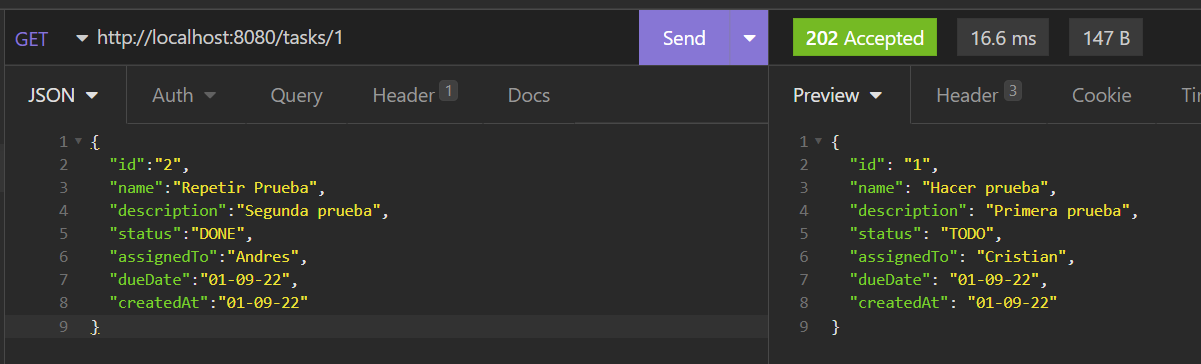 GET http://localhost:8080/tasks/1 Send 202 Accepted 16.6 ms 147 B
JSON Auth Query Header 1 Docs Preview Header 3 Cookie Tir
1 {
2 "id":"2",
3 "name":"Repetir Prueba",
4 "description":"Segunda prueba",
5 "status":"DONE",
6 "assignedTo":"Andres",
7 "dueDate":"01-09-22",
8 "createdAt":"01-09-22"
9 }
1 {
2 "id": "1",
3 "name": "Hacer prueba",
4 "description": "Primera prueba",
5 "status": "TODO",
6 "assignedTo": "Cristian",
7 "dueDate": "01-09-22",
8 "createdAt": "01-09-22"
9 }